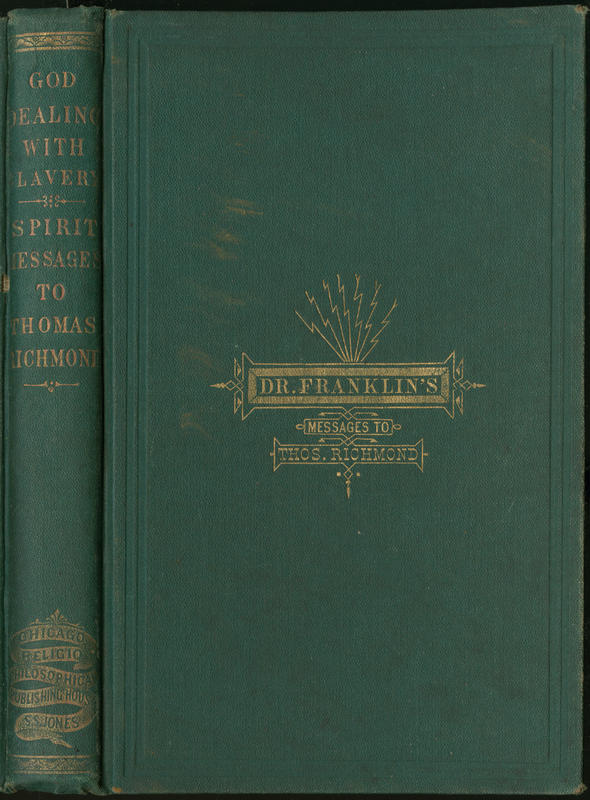 GOD
DEALING
WITH
SLAVERY
SPIRIT
MESSAGES
TO
THOMAS
RICHMOND
CHICAGO
RELIGIO
PHILOSOPHICAL
PUBLISHING HOUSE
S.S. JONES
DR. FRANKLIN'S
MESSAGES TO
THOS. RICHMOND